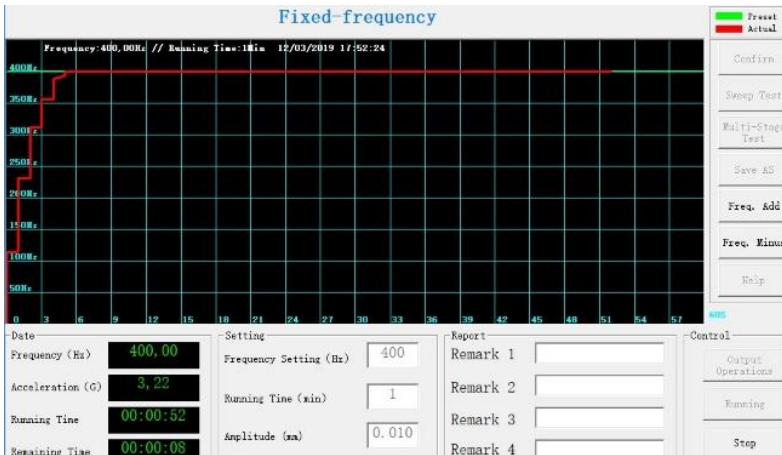 Fixed-frequency
Preset
Actual
Frequency:400,00Hz // Running Time:1Min 12/03/2019 17:52:24
400Hz
350Hz
300Hz
250Hz
200Hz
150Hz
100Hz
50Hz
0 3 6 9 12 15 18 21 24 27 30 33 36 39 42 45 48 51 54 57 60S
Confirm
Sweep Test
Multi-Stage
Test
Save AS
Freq. Add
Freq. Minus
Help
Date
Frequency (Hz) 400,00
Acceleration (G) 3,22
Running Time 00:00:52
Remaining Time 00:00:08
Setting
Frequency Setting (Hz) 400
Running Time (min) 1
Amplitude (mm) 0.010
Report
Remark 1
Remark 2
Remark 3
Remark 4
Control
Output
Operations
Running
Stop